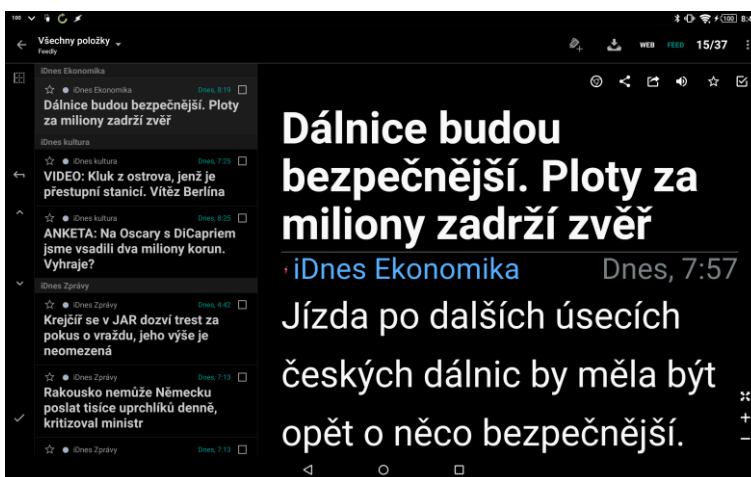 100
100 8:4
Všechny položky
Feedly
WEB FEED 15/37
iDnes Ekonomika
iDnes Ekonomika Dnes, 8:19
Dálnice budou bezpečnější. Ploty
za miliony zadrží zvěř
iDnes kultura
iDnes kultura Dnes, 7:25
VIDEO: Kluk z ostrova, jenž je
přestupní stanicí. Vítěz Berlína
iDnes kultura Dnes, 8:25
ANKETA: Na Oscary s DiCapriem
jsme vsadili dva miliony korun.
Vyhraje?
iDnes Zprávy
iDnes Zprávy Dnes, 4:42
Krejčíř se v JAR dozví trest za
pokus o vraždu, jeho výše je
neomezená
iDnes Zprávy Dnes, 7:13
Rakousko nemůže Německu
poslat tisíce uprchlíků denně,
kritizoval ministr
iDnes Zprávy Dnes, 7:13
Dálnice budou
bezpečnější. Ploty za
miliony zadrží zvěř
iDnes Ekonomika Dnes, 7:57
Jízda po dalších úsecích
českých dálnic by měla být
opět o něco bezpečnější.